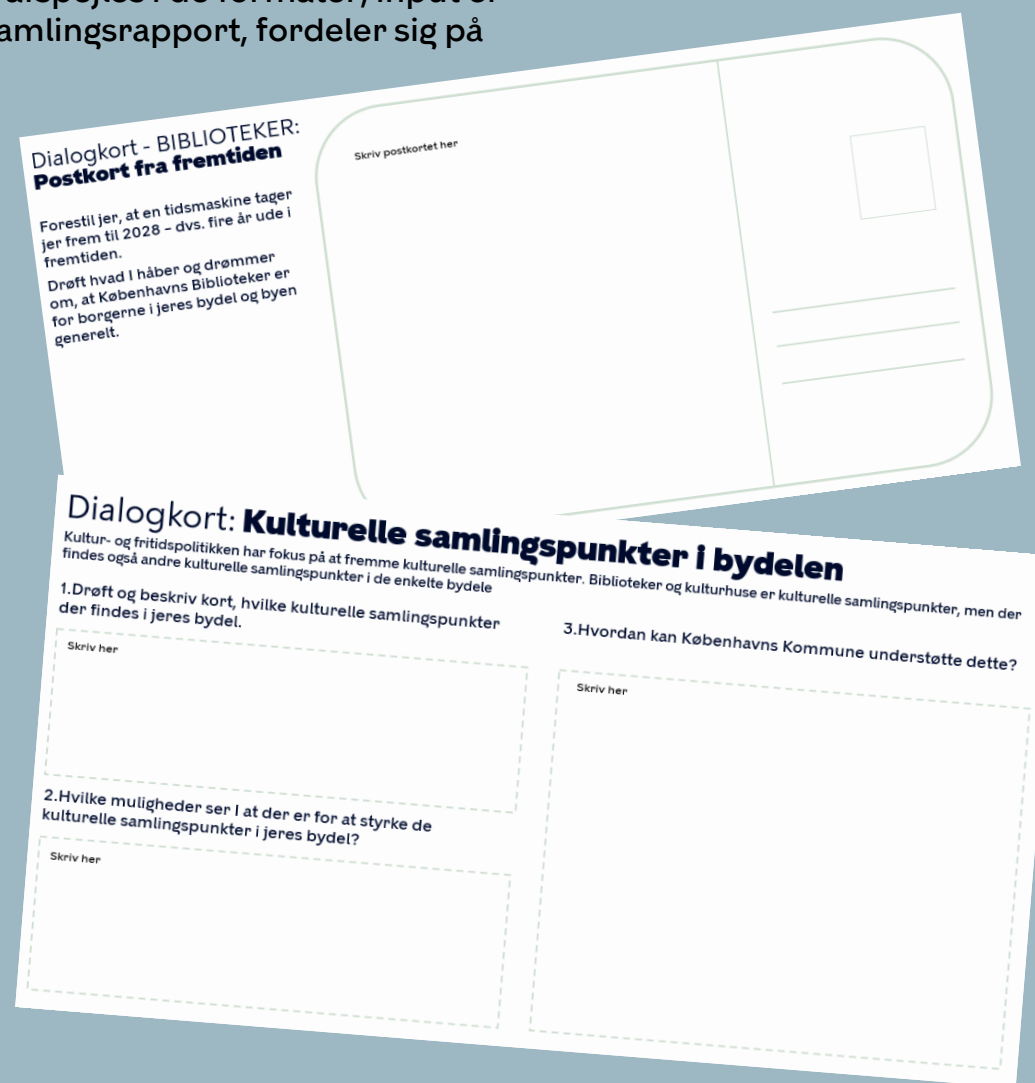 amlingsrapport, fordeler sig på
Dialogkort - BIBLIOTEKER:
Postkort fra fremtiden
Forestil jer, at en tidsmaskine tager
jer frem til 2028 – dvs. fire år ude i
fremtiden.
Drøft hvad I håber og drømmer
om, at Københavns Biblioteker er
for borgerne i jeres bydel og byen
generelt.
Skriv postkortet her
Dialogkort: Kulturelle samlingspunkter i bydelen
Kultur- og fritidspolitikken har fokus på at fremme kulturelle samlingspunkter. Biblioteker og kulturhuse er kulturelle samlingspunkter, men der
findes også andre kulturelle samlingspunkter i de enkelte bydele
1.Drøft og beskriv kort, hvilke kulturelle samlingspunkter
der findes i jeres bydel.
Skriv her
2.Hvilke muligheder ser I at der er for at styrke de
kulturelle samlingspunkter i jeres bydel?
Skriv her
3.Hvordan kan Københavns Kommune understøtte dette?
Skriv her